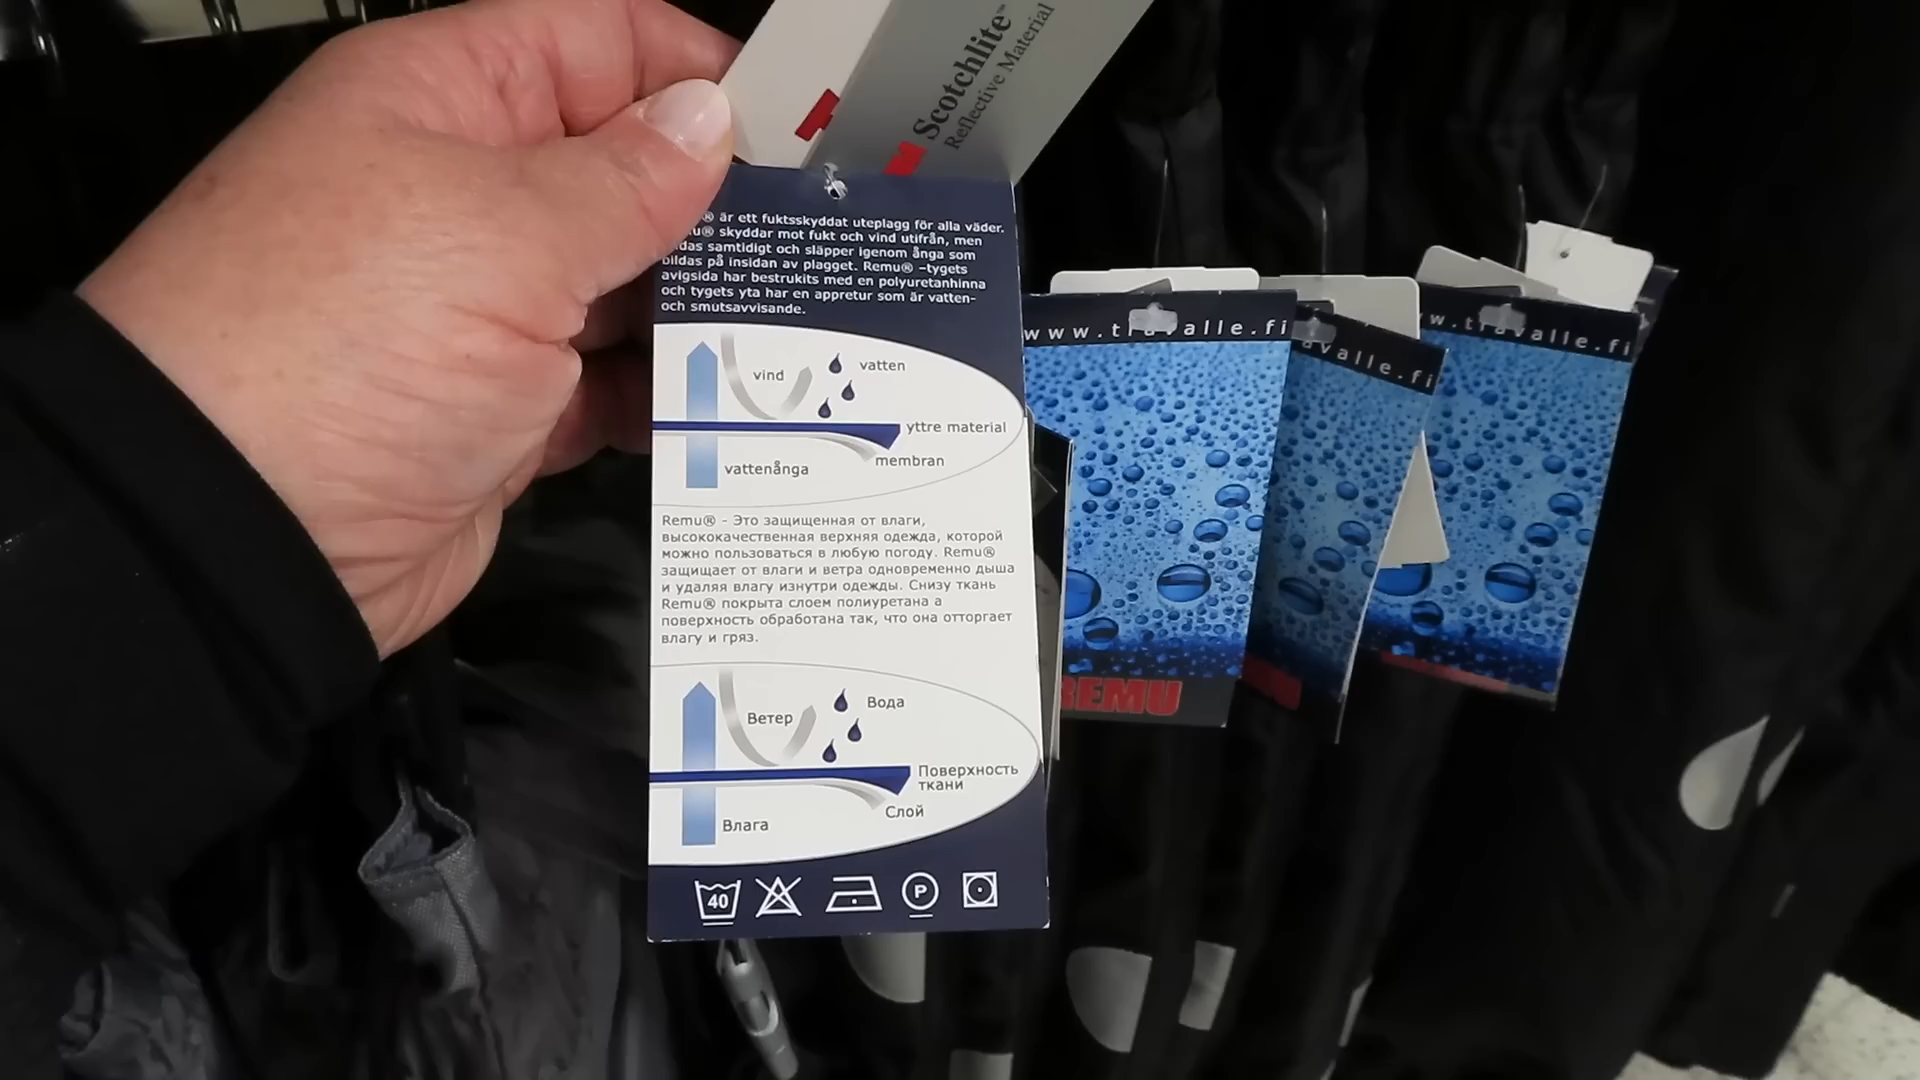 Scotchlite™
Reflective Material
är ett fuktsskyddat uteplagg för alla väder.
skyddar mot fukt och vind utifrån, men
samtidigt och släpper igenom ånga som
bildas på insidan av plagget. Remu® –tygets
avigsida har bestrukits med en polyuretanhinna
och tygets yta har en appretur som är vatten-
och smutsavvisande.
vind
vatten
yttre material
membran
vattenånga
Remu® - Это защищенная от влаги,
высококачественная верхняя одежда, которой
можно пользоваться в любую погоду. Remu®
защищает от влаги и ветра одновременно дыша
и удаляя влагу изнутри одежды. Снизу ткань
Remu® покрыта слоем полиуретана а
поверхность обработана так, что она отторгает
влагу и гряз.
Ветер
Вода
Поверхность
ткани
Слой
Влага
40
P
www.travalle.fi
REMU
avalle.fi
w.travalle.fi